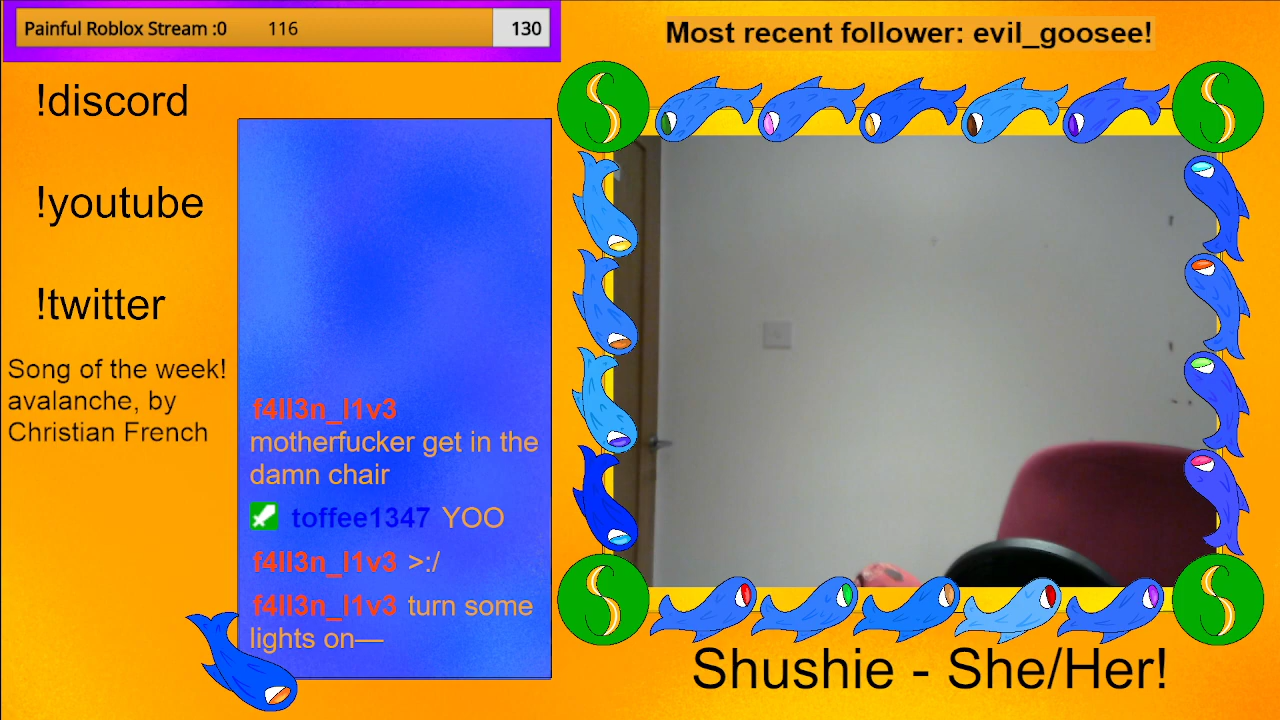 Painful Roblox Stream :0 116 130
Most recent follower: evil_goosee!
!discord
!youtube
!twitter
Song of the week!
avalanche, by
Christian French
f4ll3n_l1v3
motherfucker get in the
damn chair
toffee1347 YOO
f4ll3n_l1v3 >:/
f4ll3n_l1v3 turn some
lights on—
S
S
S
S
Shushie - She/Her!